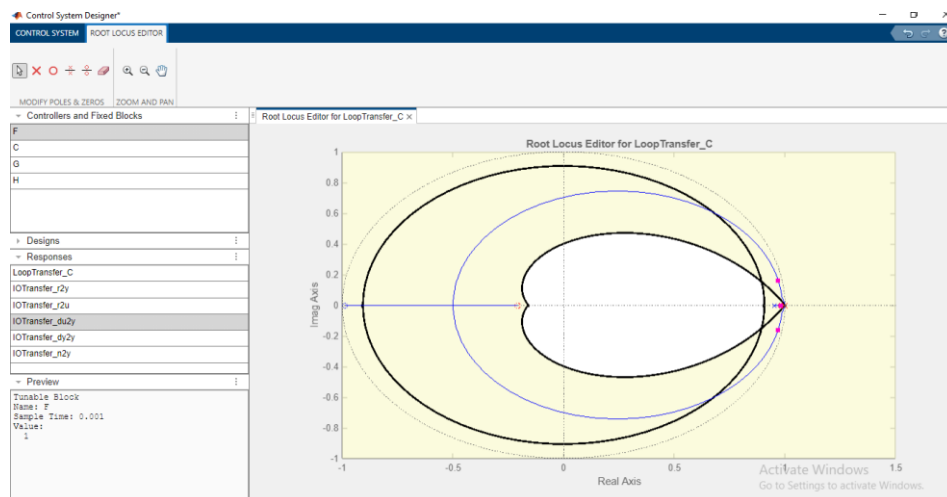 Control System Designer*
CONTROL SYSTEM
ROOT LOCUS EDITOR
MODIFY POLES & ZEROS
ZOOM AND PAN
Controllers and Fixed Blocks
F
C
G
H
Designs
Responses
LoopTransfer_C
IOTransfer_r2y
IOTransfer_r2u
IOTransfer_du2y
IOTransfer_dy2y
IOTransfer_n2y
Preview
Tunable Block
Name: F
Sample Time: 0.001
Value:
1
Root Locus Editor for LoopTransfer_C
Root Locus Editor for LoopTransfer_C
1
0.8
0.6
0.4
0.2
0
-0.2
-0.4
-0.6
-0.8
-1
Imag Axis
-1
-0.5
0
0.5
1
1.5
Real Axis
Activate Windows
Go to Settings to activate Windows.